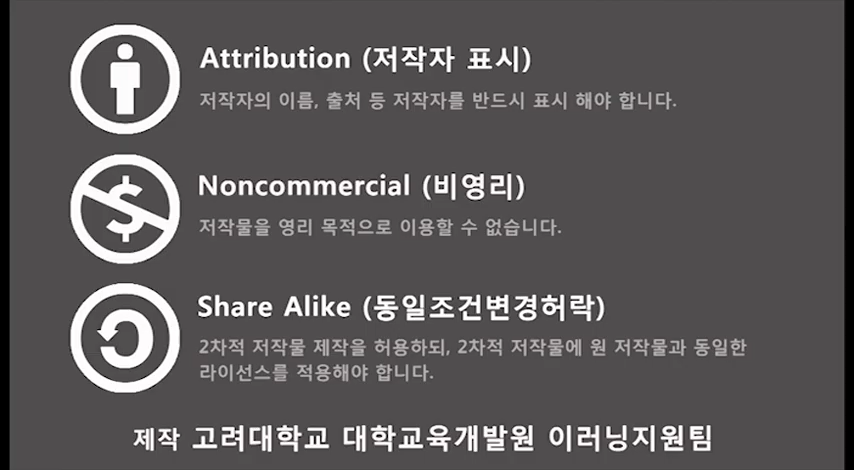 Attribution (저작자 표시)
저작자의 이름, 출처 등 저작자를 반드시 표시 해야 합니다.
Noncommercial (비영리)
저작물을 영리 목적으로 이용할 수 없습니다.
Share Alike (동일조건변경허락)
2차적 저작물 제작을 허용하되, 2차적 저작물에 원 저작물과 동일한
라이선스를 적용해야 합니다.
제작 고려대학교 대학교육개발원 이러닝지원팀